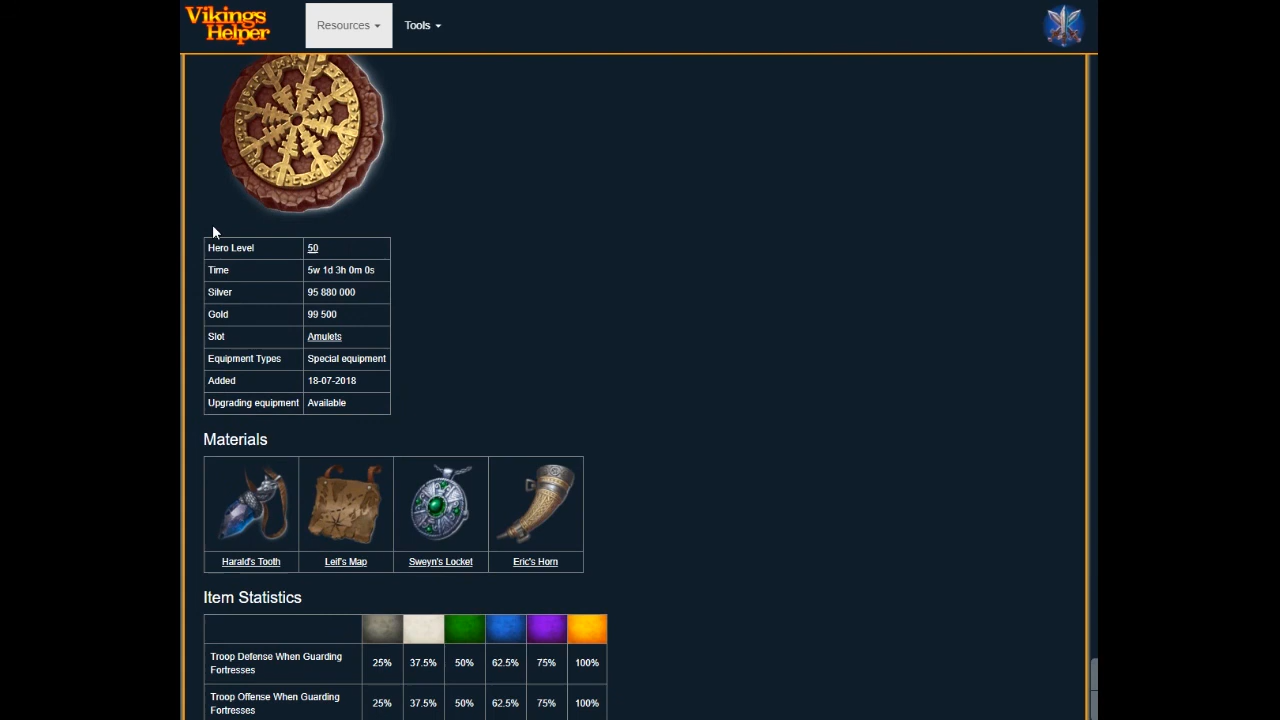 Vikings
Helper
Resources
Tools
Hero Level 50
Time 5w 1d 3h 0m 0s
Silver 95 880 000
Gold 99 500
Slot Amulets
Equipment Types Special equipment
Added 18-07-2018
Upgrading equipment Available
Materials
Harald's Tooth Leif's Map Sweyn's Locket Eric's Horn
Item Statistics
Troop Defense When Guarding
Fortresses
25% 37.5% 50% 62.5% 75% 100%
Troop Offense When Guarding
Fortresses
25% 37.5% 50% 62.5% 75% 100%